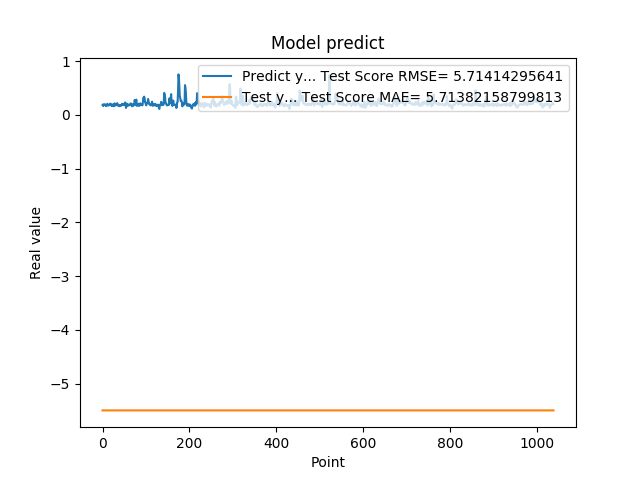 Model predict
Predict y... Test Score RMSE= 5.71414295641
Test y... Test Score MAE= 5.71382158799813
1
0
−1
−2
−3
−4
−5
Real value
0 200 400 600 800 1000
Point